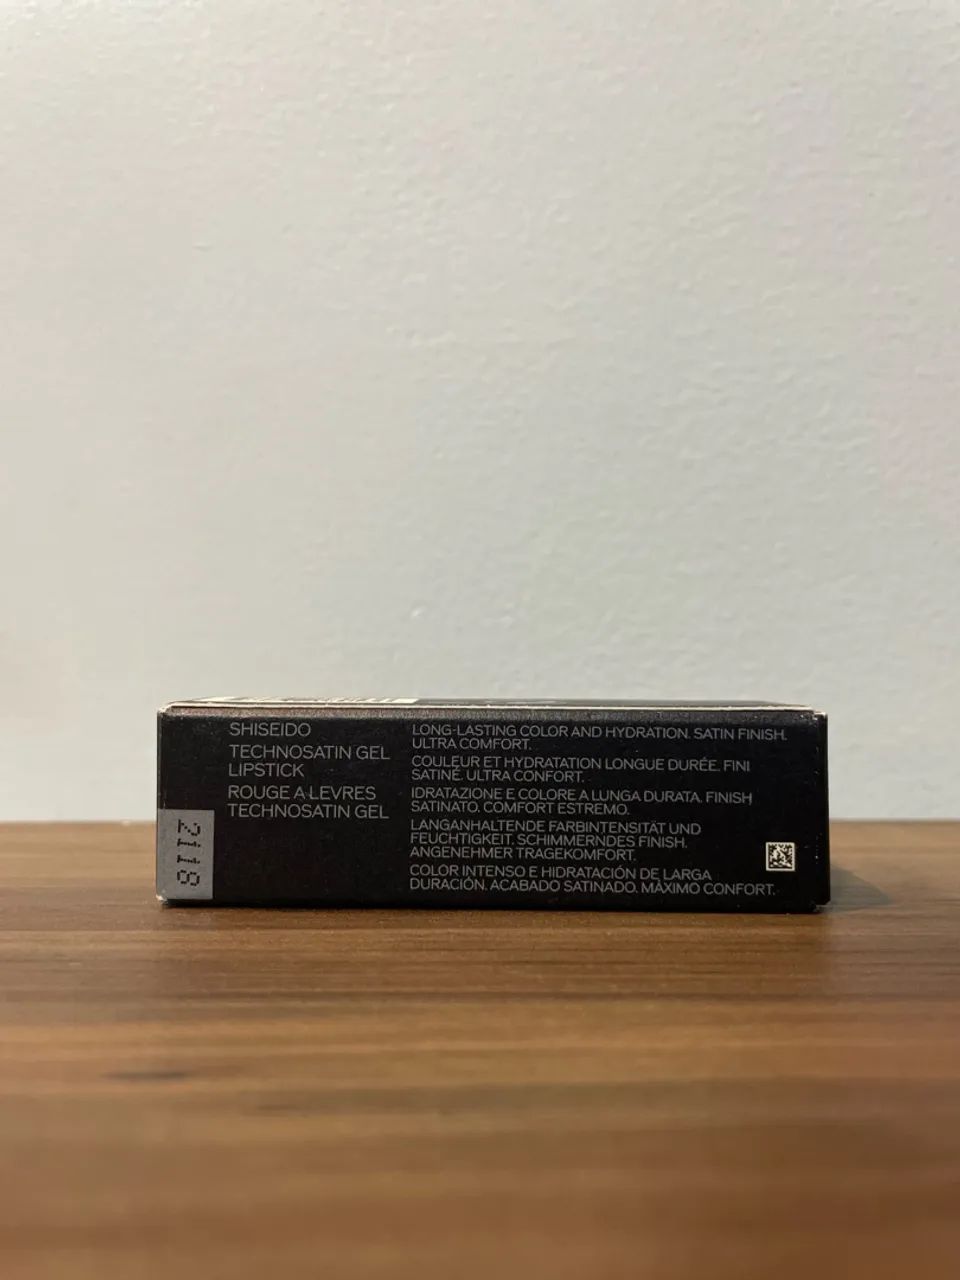 SHISEIDO
TECHNOSATIN GEL
LIPSTICK
ROUGE A LEVRES
TECHNOSATIN GEL
LONG-LASTING COLOR AND HYDRATION. SATIN FINISH.
ULTRA COMFORT.
COULEUR ET HYDRATATION LONGUE DURÉE. FINI
SATINÉ. ULTRA CONFORT.
IDRATAZIONE E COLORE A LUNGA DURATA. FINISH
SATINATO. COMFORT ESTREMO.
LANGANHALTENDE FARBINTENSITÄT UND
FEUCHTIGKEIT. SCHIMMERNDES FINISH.
ANGENEHMER TRAGEKOMFORT.
COLOR INTENSO E HIDRATACIÓN DE LARGA
DURACIÓN. ACABADO SATINADO. MÁXIMO CONFORT.
2118